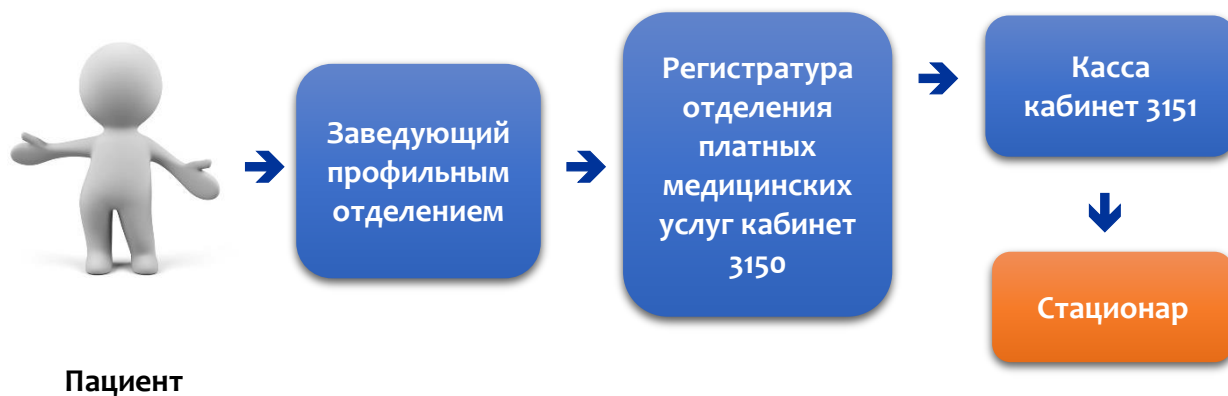 Заведующий
профильным
отделением
Регистратура
отделения
платных
медицинских
услуг кабинет
3150
Касса
кабинет 3151
Стационар
Пациент